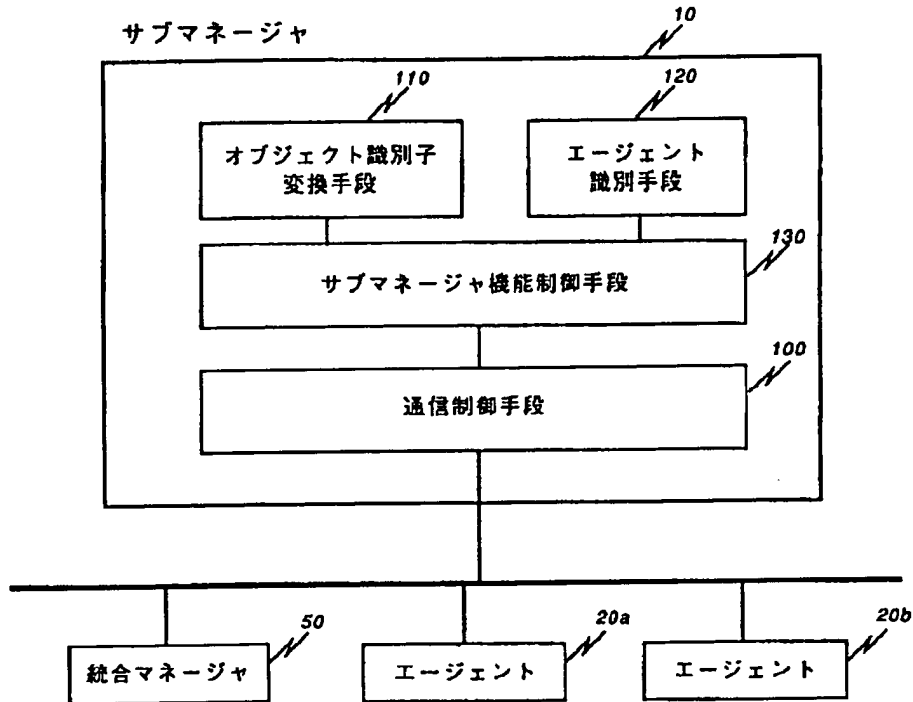 サブマネージャ
10
110
120
オブジェクト識別子
変換手段
エージェント
識別手段
130
サブマネージャ機能制御手段
100
通信制御手段
50
20a
20b
統合マネージャ
エージェント
エージェント